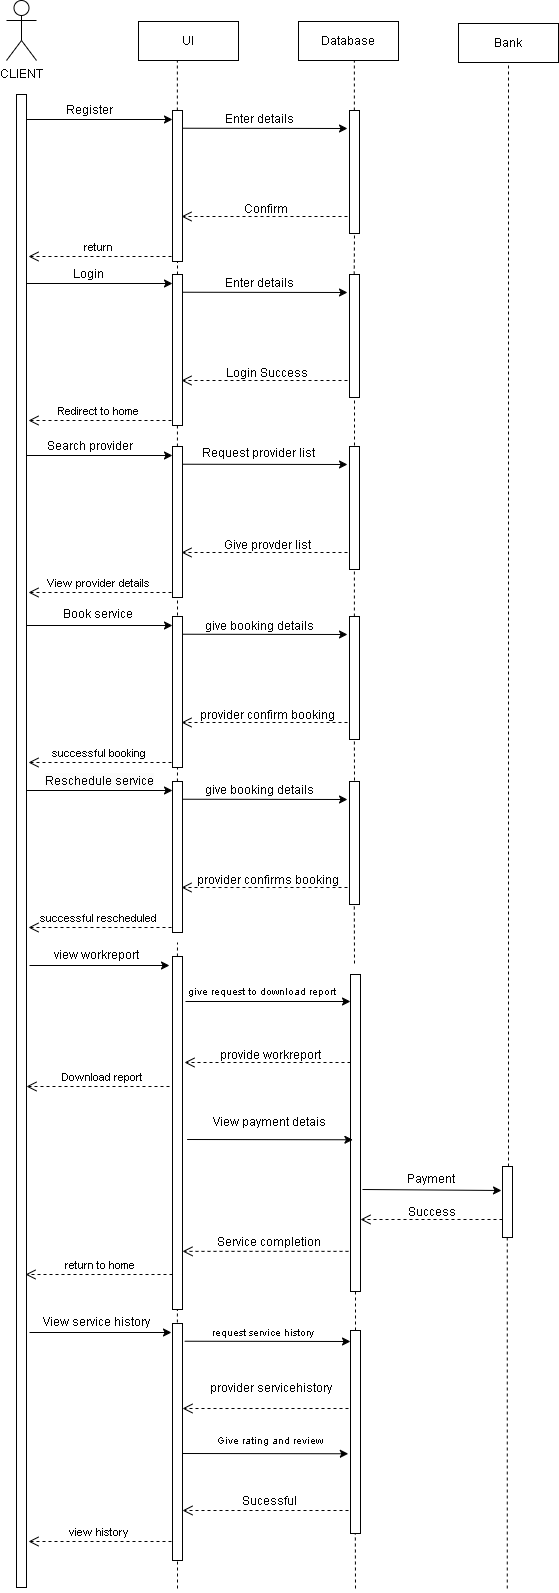 UI
Database
Bank
CLIENT
Register
Enter details
Confirm
return
Login
Enter details
Login Success
Redirect to home
Search provider
Request provider list
Give provder list
View provider details
Book service
give booking details
provider confirm booking
successful booking
Reschedule service
give booking details
provider confirms booking
successful rescheduled
view workreport
give request to download report
provide workreport
Download report
View payment detais
Payment
Success
Service completion
return to home
View service history
request service history
provider servicehistory
Give rating and review
Sucessful
view history